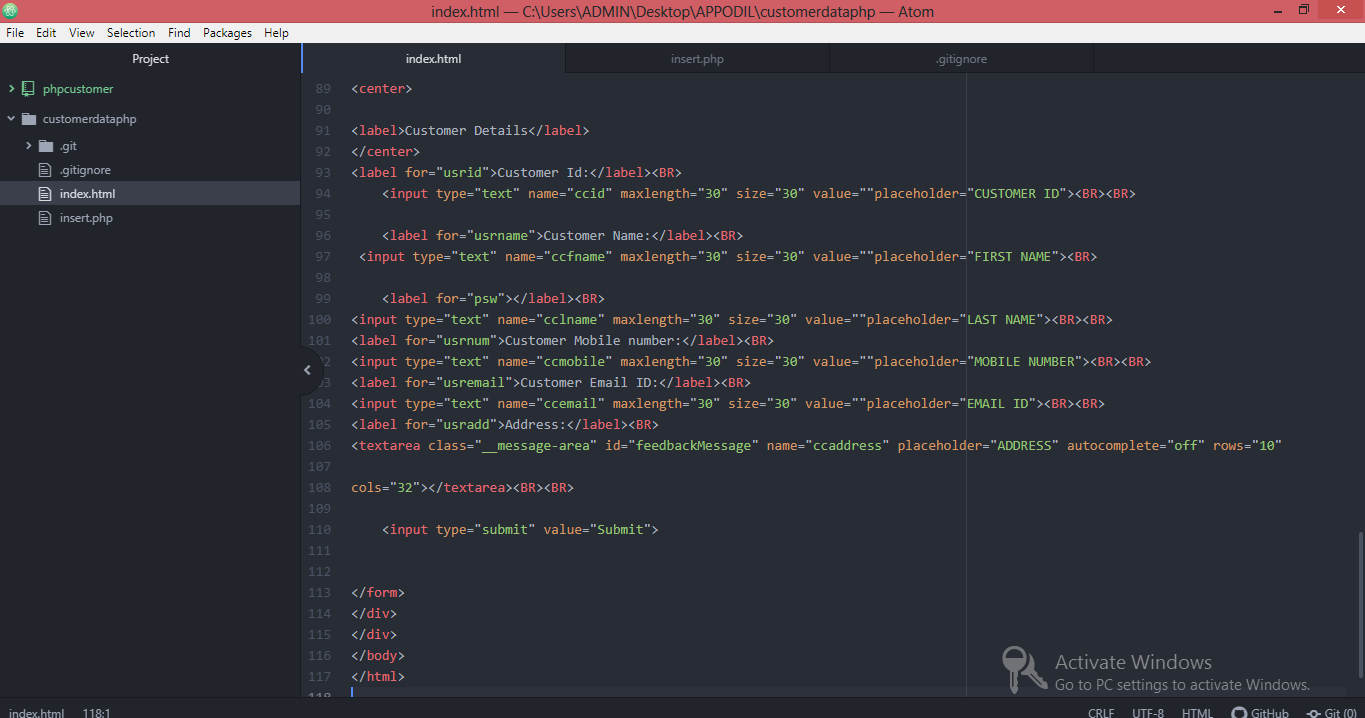 index.html — C:\Users\ADMIN\Desktop\APPODIL\customerdataphp — Atom
File Edit View Selection Find Packages Help
Project
index.html
insert.php
.gitignore
phpcustomer
customerdataphp
.git
.gitignore
index.html
insert.php
89 <center>
90
91 <label>Customer Details</label>
92 </center>
93 <label for="usrid">Customer Id:</label><BR>
94 <input type="text" name="ccid" maxlength="30" size="30" value=""placeholder="CUSTOMER ID"><BR><BR>
95
96 <label for="usrname">Customer Name:</label><BR>
97 <input type="text" name="ccfname" maxlength="30" size="30" value=""placeholder="FIRST NAME"><BR>
98
99 <label for="psw"></label><BR>
100 <input type="text" name="cclname" maxlength="30" size="30" value=""placeholder="LAST NAME"><BR><BR>
101 <label for="usrnum">Customer Mobile number:</label><BR>
2 <input type="text" name="ccmobile" maxlength="30" size="30" value=""placeholder="MOBILE NUMBER"><BR><BR>
3 <label for="usremail">Customer Email ID:</label><BR>
104 <input type="text" name="ccemail" maxlength="30" size="30" value=""placeholder="EMAIL ID"><BR><BR>
105 <label for="usradd">Address:</label><BR>
106 <textarea class="__message-area" id="feedbackMessage" name="ccaddress" placeholder="ADDRESS" autocomplete="off" rows="10"
107
108 cols="32"></textarea><BR><BR>
109
110 <input type="submit" value="Submit">
111
112
113 </form>
114 </div>
115 </div>
116 </body>
117 </html>
118
Activate Windows
Go to PC settings to activate Windows.
index.html 118:1 CRLF UTF-8 HTML GitHub Git (0)